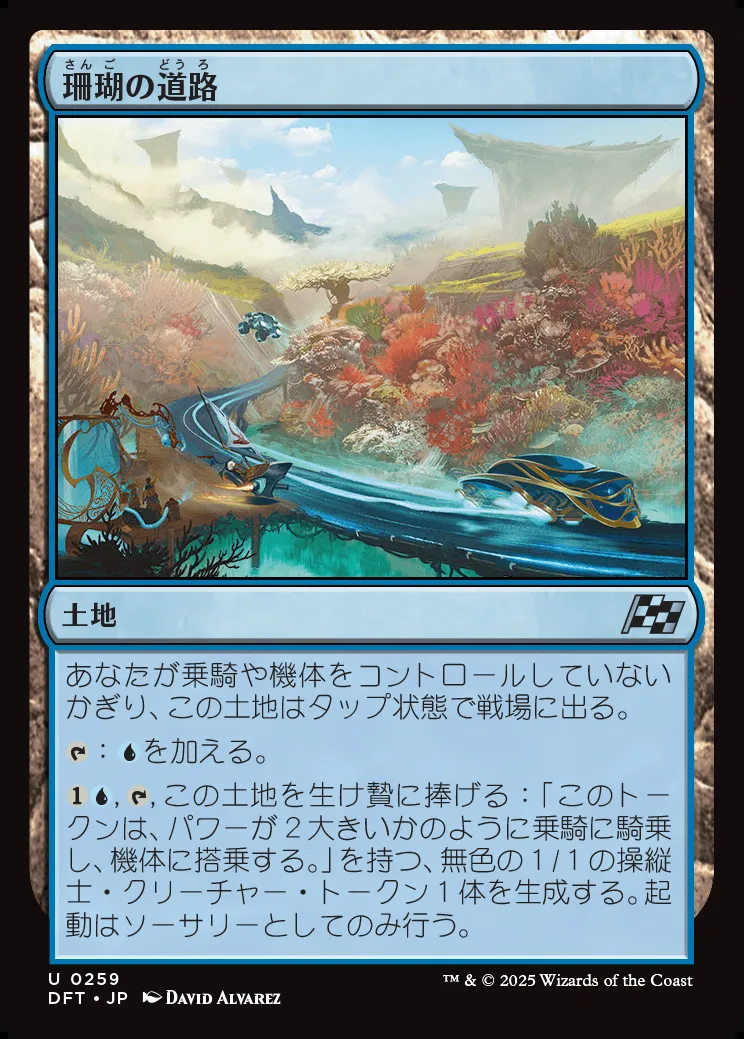 さんご どうろ
珊瑚の道路
土地
あなたが乗騎や機体をコントロールしていない
かぎり、この土地はタップ状態で戦場に出る。
：を加える。
1, , この土地を生け贄に捧げる：「このトー
クンは、パワーが２大きいかのように乗騎に騎乗
し、機体に搭乗する。」を持つ、無色の１/１の操縦
士・クリーチャー・トークン１体を生成する。起
動はソーサリーとしてのみ行う。
U 0259
DFT • JP DAVID ALVAREZ
™ & © 2025 Wizards of the Coast